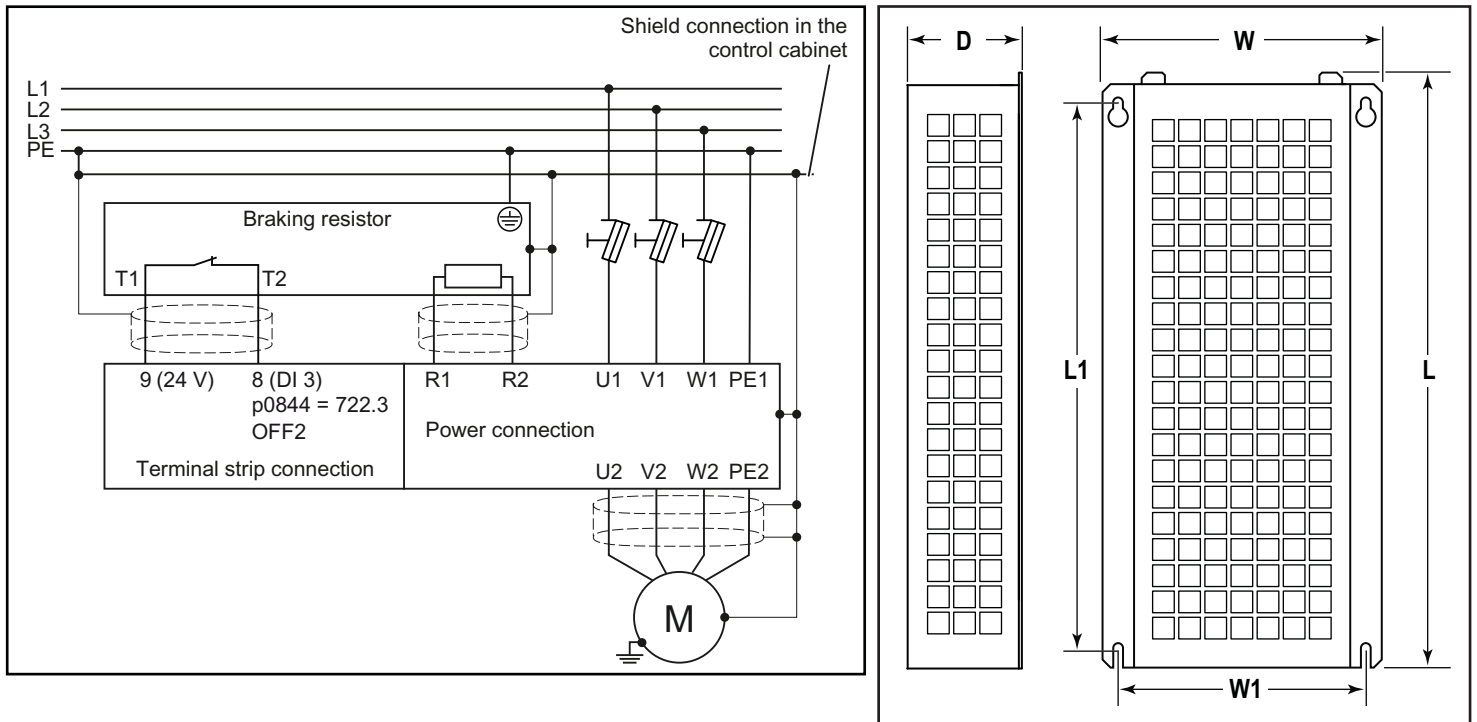 Shield connection in the
control cabinet
L1
L2
L3
PE
Braking resistor
T1 T2
9 (24 V) 8 (DI 3) R1 R2 U1 V1 W1 PE1
p0844 = 722.3
OFF2
Power connection
Terminal strip connection
U2 V2 W2 PE2
M
D W
L1 L
W1